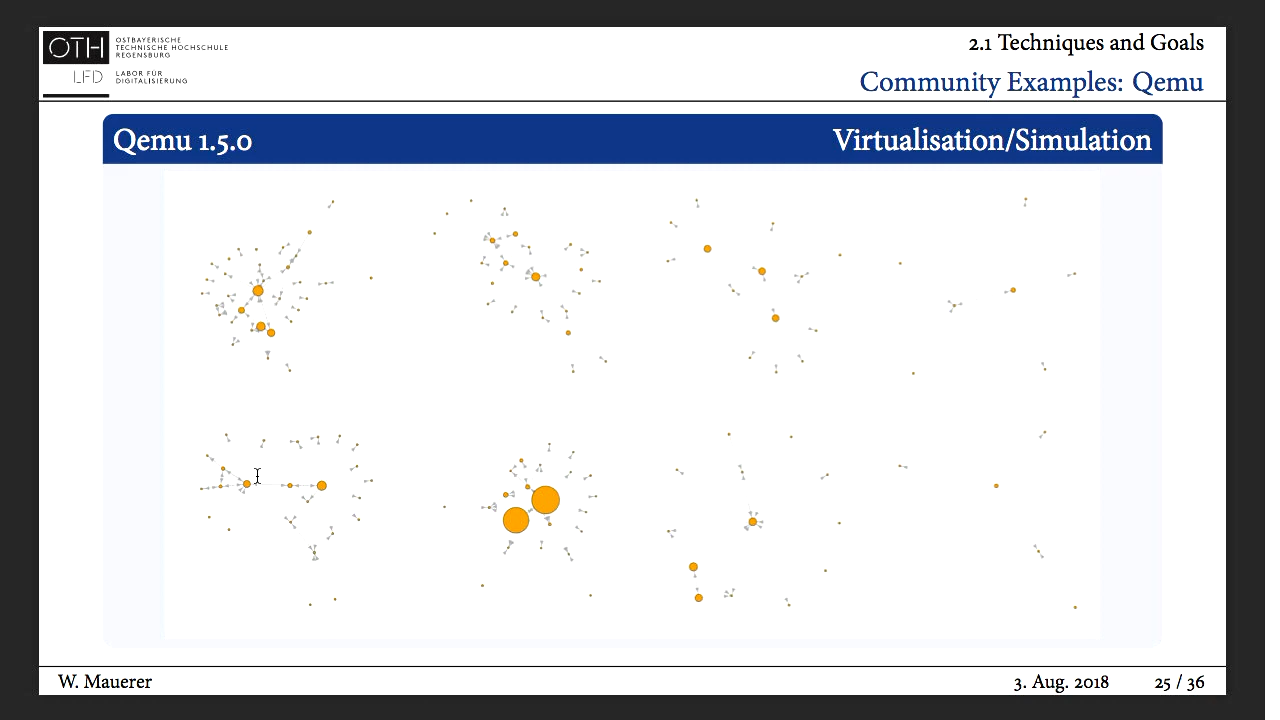 OTH
OSTBAYERISCHE
TECHNISCHE HOCHSCHULE
REGENSBURG
LFD
LABOR FÜR
DIGITALISIERUNG
2.1 Techniques and Goals
Community Examples: Qemu
Qemu 1.5.0 Virtualisation/Simulation
W. Mauerer 3. Aug. 2018 25 / 36